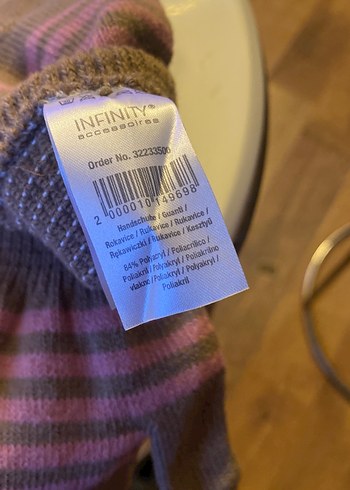 INFINITY®
accessoires
Order No. 32233500
2 000010 149698
Handschuhe / Guanti /
Rokavice / Rukavice / Rukavice /
Rękawiczki / Rukavice / Kesztyű
84% Polyacryl / Poliacrilico /
Poliakril / Polyakryl / Poliakrilno
vlakno / Poliakryl / Polyakryl /
Poliakril